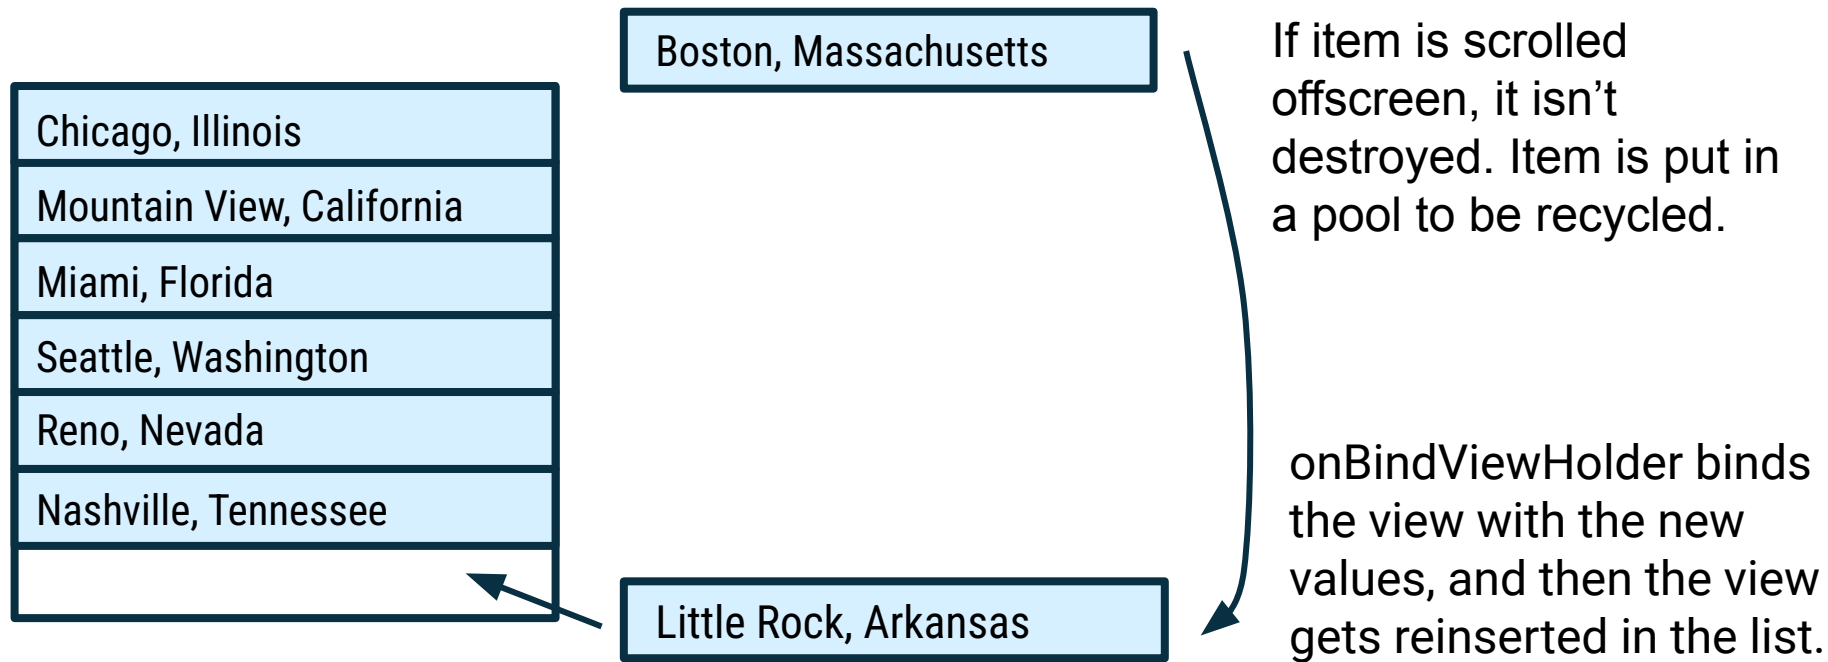 Boston, Massachusetts
If item is scrolled
offscreen, it isn’t
destroyed. Item is put in
a pool to be recycled.
Chicago, Illinois
Mountain View, California
Miami, Florida
Seattle, Washington
Reno, Nevada
Nashville, Tennessee
Little Rock, Arkansas
onBindViewHolder binds
the view with the new
values, and then the view
gets reinserted in the list.